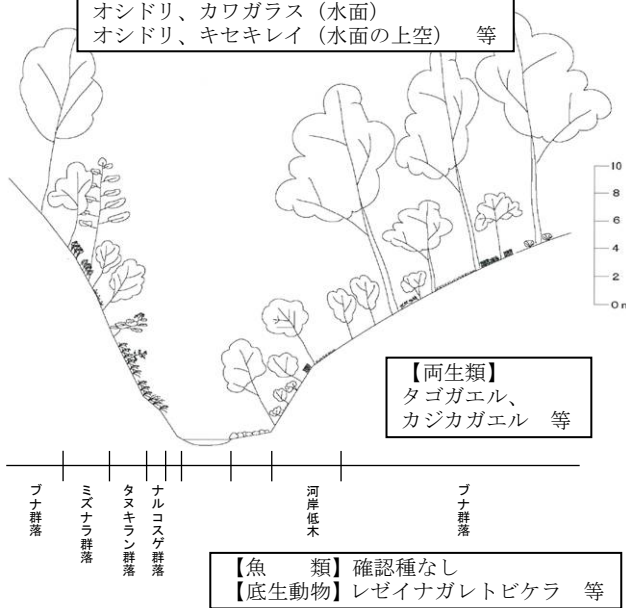 オシドリ、カワガラス（水面）
オシドリ、キセキレイ（水面の上空）　等
10
8
6
4
2
0 m
【両生類】
タゴガエル、
カジカガエル　等
ブナ群落
ミズナラ群落
タヌキラン群落
ナルコスゲ群落
河岸低木
ブナ群落
【魚　　類】確認種なし
【底生動物】レゼイナガレトビケラ　等